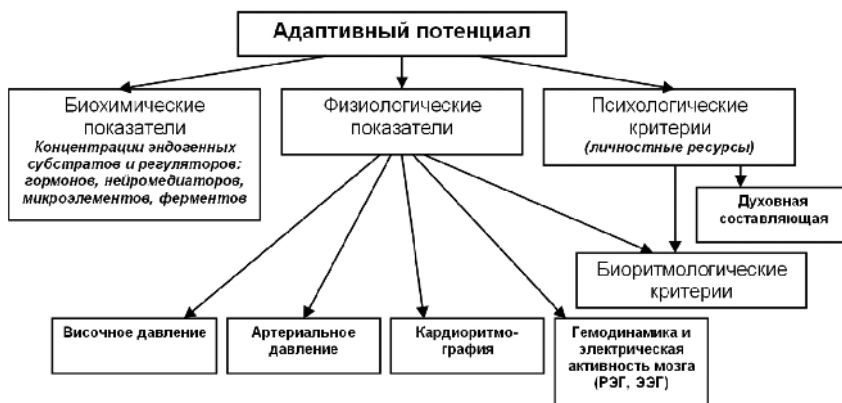 Адаптивный потенциал
Биохимические
показатели
Концентрации эндогенных
субстратов и регуляторов:
гормонов, нейромедиаторов,
микроэлементов, ферментов
Физиологические
показатели
Психологические
критерии
(личностные ресурсы)
Духовная
составляющая
Биоритмологические
критерии
Височное давление
Артериальное
давление
Кардиоритмо-
графия
Гемодинамика и
электрическая
активность мозга
(РЭГ, ЭЭГ)